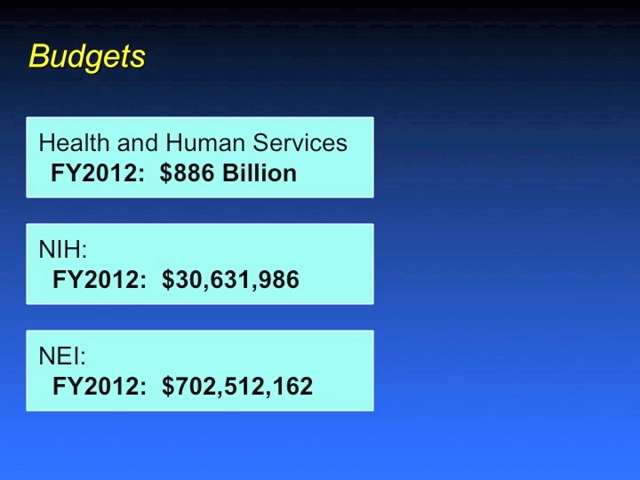 Budgets
Health and Human Services
FY2012: $886 Billion
NIH:
FY2012: $30,631,986
NEI:
FY2012: $702,512,162